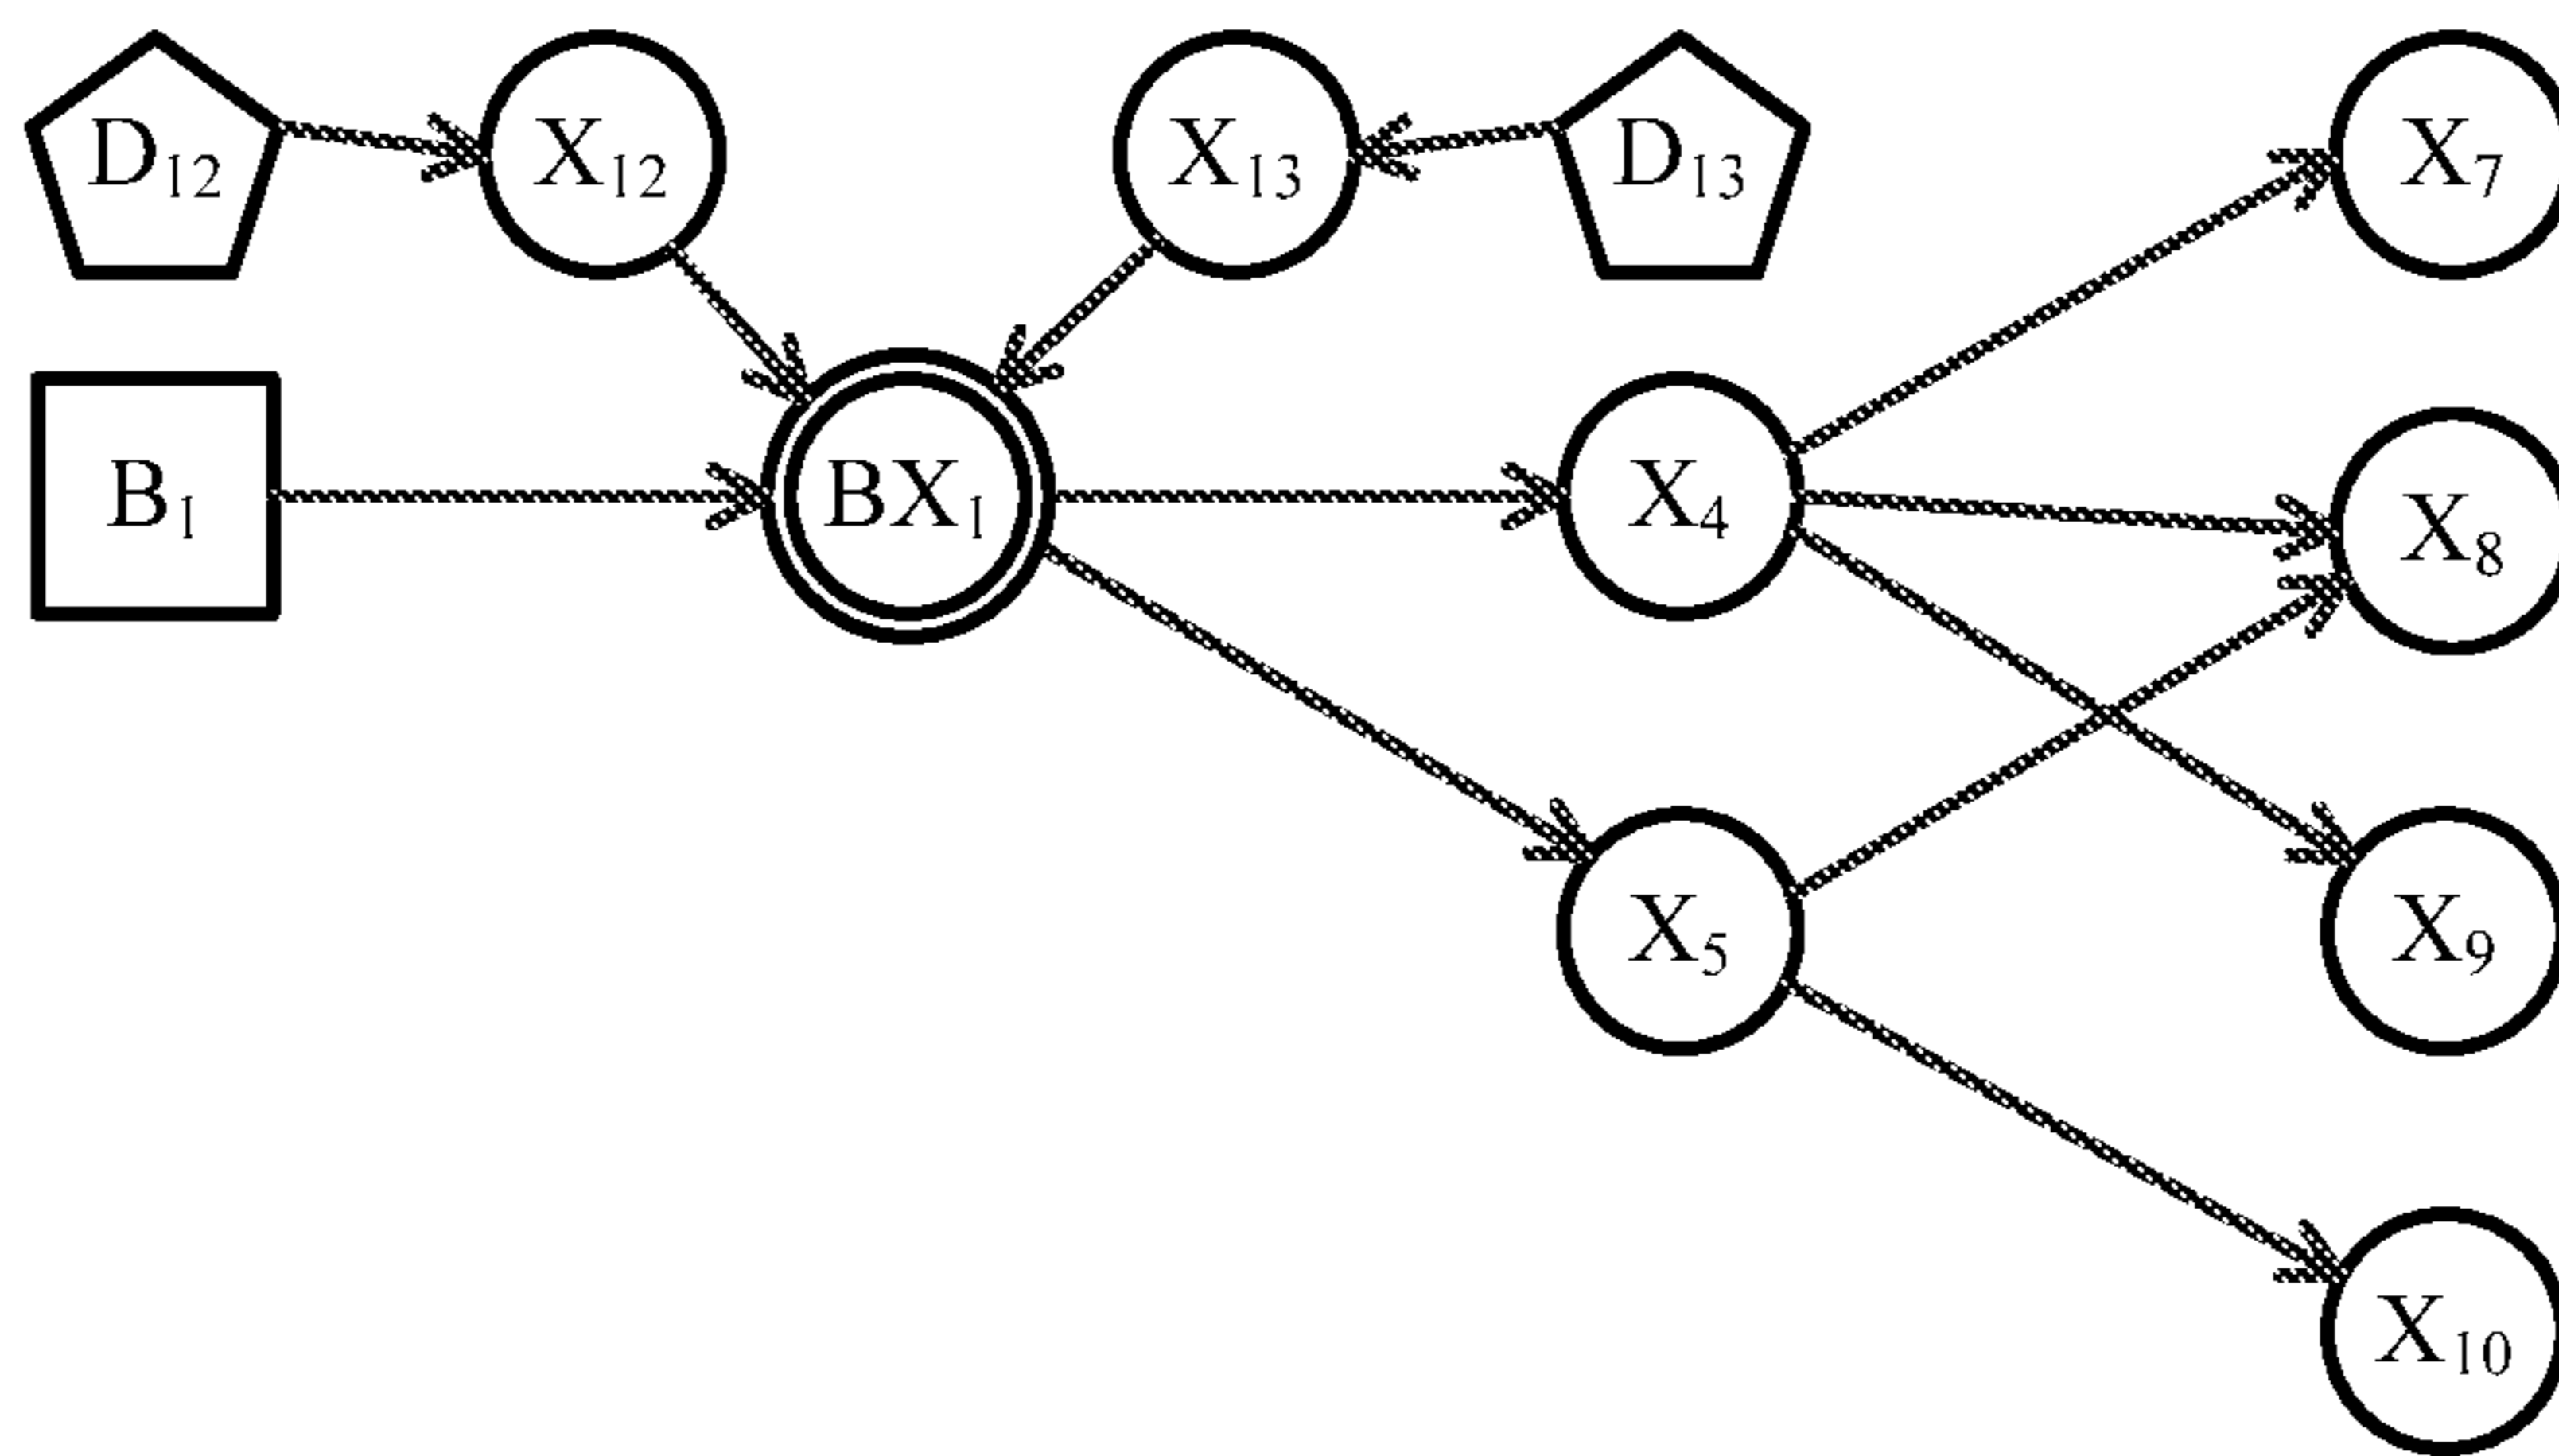 D₁₂ X₁₂ X₁₃ D₁₃ X₇
B₁ BX₁ X₄ X₈
X₅ X₉
X₁₀